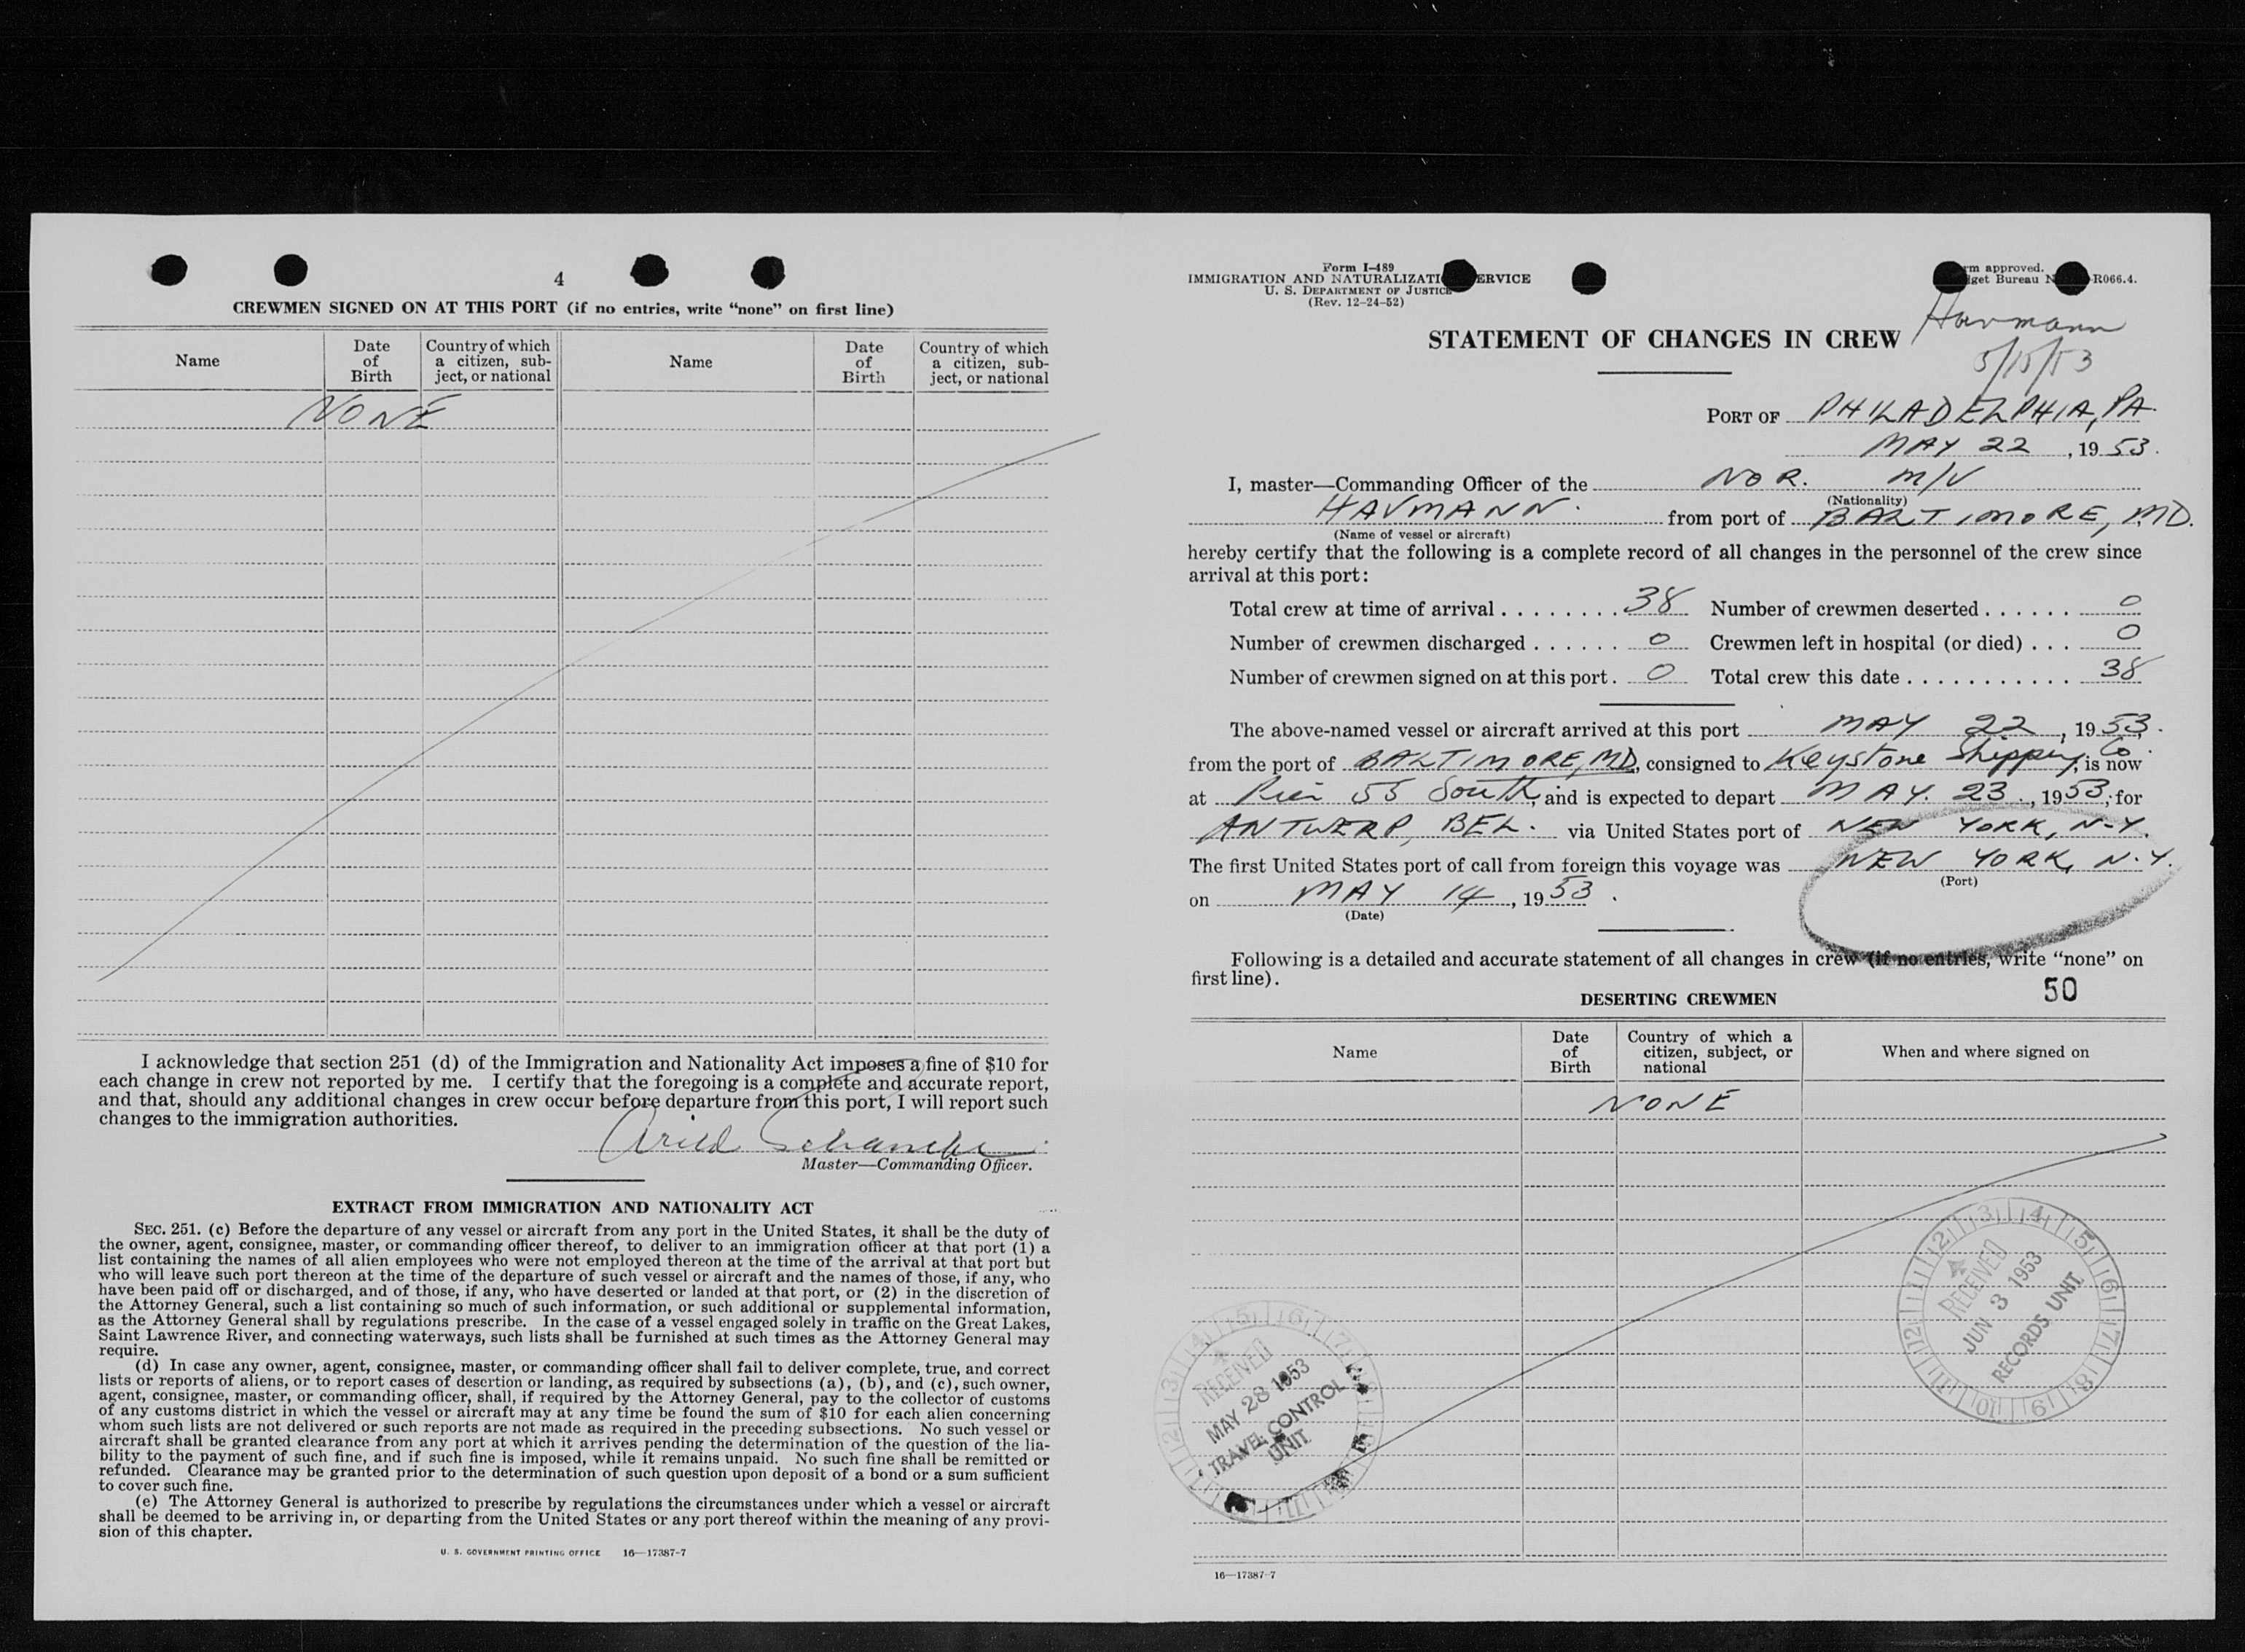 4
CREWMEN SIGNED ON AT THIS PORT (if no entries, write “none” on first line)
Name
Date of Birth
Country of which a citizen, subject, or national
Name
Date of Birth
Country of which a citizen, subject, or national
NONE
I acknowledge that section 251 (d) of the Immigration and Nationality Act imposes a fine of $10 for
each change in crew not reported by me. I certify that the foregoing is a complete and accurate report,
and that, should any additional changes in crew occur before departure from this port, I will report such
changes to the immigration authorities.
Arild
Master—Commanding Officer.
EXTRACT FROM IMMIGRATION AND NATIONALITY ACT
SEC. 251. (c) Before the departure of any vessel or aircraft from any port in the United States, it shall be the duty of
the owner, agent, consignee, master, or commanding officer thereof, to deliver to an immigration officer at that port (1) a
list containing the names of all alien employees who were not employed thereon at the time of the arrival at that port but
who will leave such port thereon at the time of the departure of such vessel or aircraft and the names of those, if any, who
have been paid off or discharged, and of those, if any, who have deserted or landed at that port, or (2) in the discretion of
the Attorney General, such a list containing so much of such information, or such additional or supplemental information,
as the Attorney General shall by regulations prescribe. In the case of a vessel engaged solely in traffic on the Great Lakes,
Saint Lawrence River, and connecting waterways, such lists shall be furnished at such times as the Attorney General may
require.
(d) In case any owner, agent, consignee, master, or commanding officer shall fail to deliver complete, true, and correct
lists or reports of aliens, or to report cases of desertion or landing, as required by subsections (a), (b), and (c), such owner,
agent, consignee, master, or commanding officer, shall, if required by the Attorney General, pay to the collector of customs
of any customs district in which the vessel or aircraft may at any time be found the sum of $10 for each alien concerning
whom such lists are not delivered or such reports are not made as required in the preceding subsections. No such vessel or
aircraft shall be granted clearance from any port at which it arrives pending the determination of the question of the lia-
bility to the payment of such fine, and if such fine is imposed, while it remains unpaid. No such fine shall be remitted or
refunded. Clearance may be granted prior to the determination of such question upon deposit of a bond or a sum sufficient
to cover such fine.
(e) The Attorney General is authorized to prescribe by regulations the circumstances under which a vessel or aircraft
shall be deemed to be arriving in, or departing from the United States or any port thereof within the meaning of any provi-
sion of this chapter.
U. S. GOVERNMENT PRINTING OFFICE 16—17387-7
Form I-489
IMMIGRATION AND NATURALIZATI ERVICE
U. S. DEPARTMENT OF JUSTICE
(Rev. 12-24-52)
rm approved.
get Bureau N R066.4.
Havmann
5/15/53
STATEMENT OF CHANGES IN CREW
PORT OF PHILADELPHIA, PA.
MAY 22, 1953.
I, master—Commanding Officer of the NOR. M/V
(Nationality)
HAVMANN. from port of BALTIMORE, MD.
(Name of vessel or aircraft)
hereby certify that the following is a complete record of all changes in the personnel of the crew since
arrival at this port:
Total crew at time of arrival . . . . . . . . 38 Number of crewmen deserted . . . . . . 0
Number of crewmen discharged . . . . . . 0 Crewmen left in hospital (or died) . . . 0
Number of crewmen signed on at this port. 0 Total crew this date . . . . . . . . . . . 38
The above-named vessel or aircraft arrived at this port MAY 22, 1953.
from the port of BALTIMORE, MD, consigned to Keystone Shipping Co., is now
at Pier 55 South, and is expected to depart MAY. 23., 1953, for
ANTWERP, BEL. via United States port of NEW YORK, N.Y.
The first United States port of call from foreign this voyage was NEW YORK, N.Y.
(Port)
on MAY 14, 1953.
(Date)
Following is a detailed and accurate statement of all changes in crew (if no entries, write “none” on
first line).
50
DESERTING CREWMEN
Name
Date of Birth
Country of which a citizen, subject, or national
When and where signed on
NONE
RECEIVED
JUN 3 1953
RECORDS UNIT
RECEIVED
MAY 28 1953
TRAVEL CONTROL
UNIT
16—17387-7